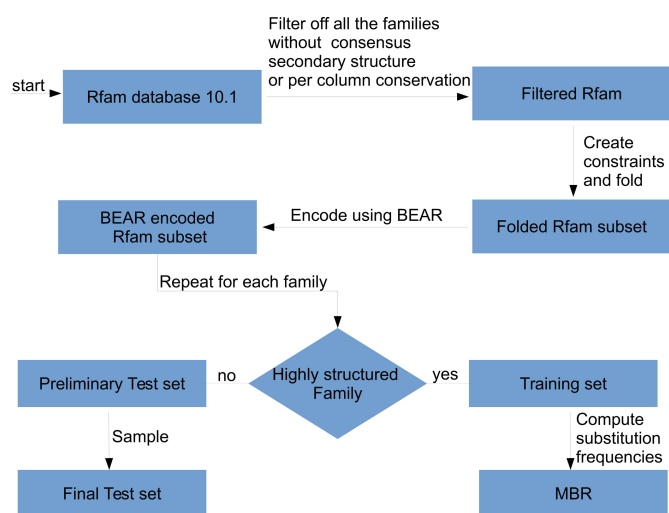 Filter off all the families
without consensus
secondary structure
or per column conservation
start
Rfam database 10.1
Filtered Rfam
Create
constraints
and fold
BEAR encoded
Rfam subset
Encode using BEAR
Folded Rfam subset
Repeat for each family
Preliminary Test set
no
Highly structured
Family
yes
Training set
Sample
Compute
substitution
frequencies
Final Test set
MBR